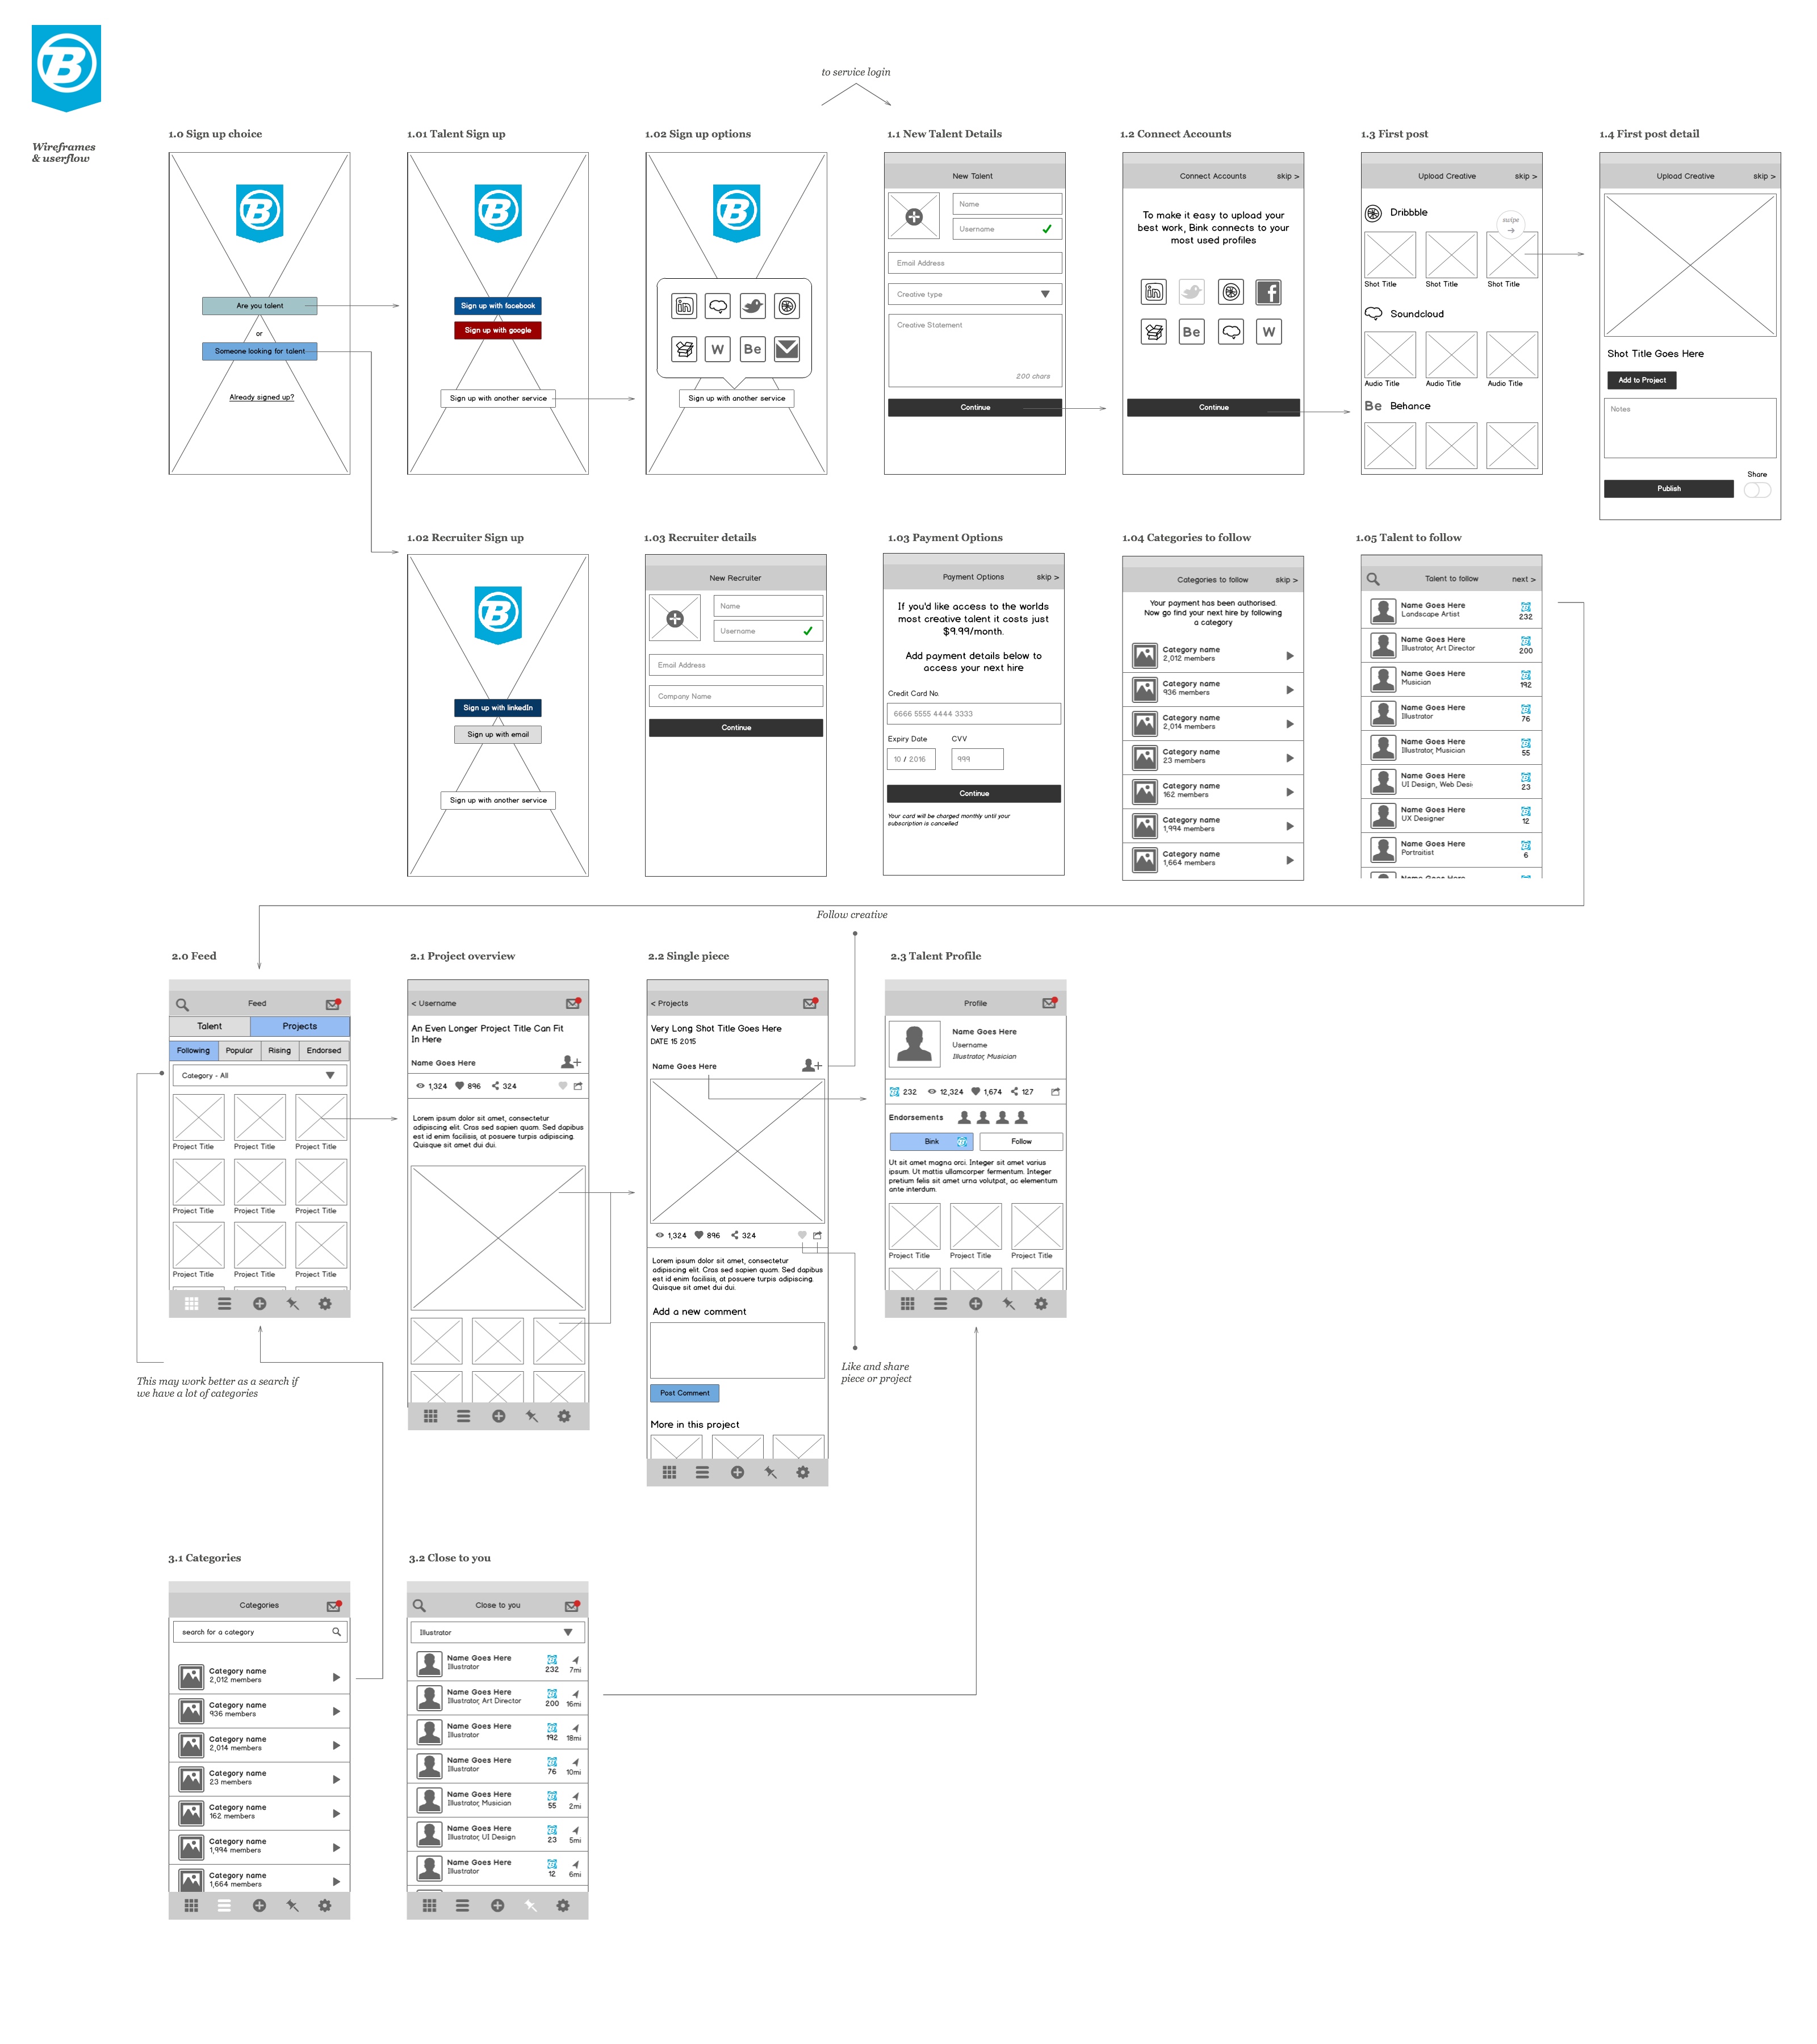 B
Wireframes
& userflow
to service login
1.0 Sign up choice
B
Are you talent
or
Someone looking for talent
Already signed up?
1.01 Talent Sign up
B
Sign up with facebook
Sign up with google
Sign up with another service
1.02 Sign up options
B
in
W
Be
Sign up with another service
1.1 New Talent Details
New Talent
Name
Username
Email Address
Creative type
Creative Statement
200 chars
Continue
1.2 Connect Accounts
Connect Accounts
skip >
To make it easy to upload your
best work, Bink connects to your
most used profiles
in
f
Be
W
Continue
1.3 First post
Upload Creative
skip >
Dribbble
swipe
Shot Title
Shot Title
Shot Title
Soundcloud
Audio Title
Audio Title
Audio Title
Be
Behance
1.4 First post detail
Upload Creative
skip >
Shot Title Goes Here
Add to Project
Notes
Share
Publish
1.02 Recruiter Sign up
B
Sign up with linkedIn
Sign up with email
Sign up with another service
1.03 Recruiter details
New Recruiter
Name
Username
Email Address
Company Name
Continue
1.03 Payment Options
Payment Options
skip >
If you'd like access to the worlds
most creative talent it costs just
$9.99/month.
Add payment details below to
access your next hire
Credit Card No.
6666 5555 4444 3333
Expiry Date
CVV
10 / 2016
999
Continue
Your card will be charged monthly until your
subscription is cancelled
1.04 Categories to follow
Categories to follow
skip >
Your payment has been authorised.
Now go find your next hire by following
a category
Category name
2,012 members
Category name
936 members
Category name
2,014 members
Category name
23 members
Category name
162 members
Category name
1,994 members
Category name
1,664 members
1.05 Talent to follow
Talent to follow
next >
Name Goes Here
Landscape Artist
232
Name Goes Here
Illustrator, Art Director
200
Name Goes Here
Musician
192
Name Goes Here
Illustrator
76
Name Goes Here
Illustrator, Musician
55
Name Goes Here
UI Design, Web Desi
23
Name Goes Here
UX Designer
12
Name Goes Here
Portraitist
6
Name Goes Here
Follow creative
2.0 Feed
Feed
Talent
Projects
Following
Popular
Rising
Endorsed
Category - All
Project Title
Project Title
Project Title
Project Title
Project Title
Project Title
Project Title
Project Title
Project Title
This may work better as a search if
we have a lot of categories
2.1 Project overview
< Username
An Even Longer Project Title Can Fit
In Here
Name Goes Here
1,324
896
324
Lorem ipsum dolor sit amet, consectetur
adipiscing elit. Cras sed sapien quam. Sed dapibus
est id enim facilisis, at posuere turpis adipiscing.
Quisque sit amet dui dui.
2.2 Single piece
< Projects
Very Long Shot Title Goes Here
DATE 15 2015
Name Goes Here
1,324
896
324
Lorem ipsum dolor sit amet, consectetur
adipiscing elit. Cras sed sapien quam. Sed dapibus
est id enim facilisis, at posuere turpis adipiscing.
Quisque sit amet dui dui.
Add a new comment
Post Comment
More in this project
Like and share
piece or project
2.3 Talent Profile
Profile
Name Goes Here
Username
Illustrator, Musician
232
12,324
1,674
127
Endorsements
Bink
Follow
Ut sit amet magna orci. Integer sit amet varius
ipsum. Ut mattis ullamcorper fermentum. Integer
pretium felis sit amet urna volutpat, ac elementum
ante interdum.
Project Title
Project Title
Project Title
3.1 Categories
Categories
search for a category
Category name
2,012 members
Category name
936 members
Category name
2,014 members
Category name
23 members
Category name
162 members
Category name
1,994 members
Category name
1,664 members
3.2 Close to you
Close to you
Illustrator
Name Goes Here
Illustrator
232
7mi
Name Goes Here
Illustrator, Art Director
200
16mi
Name Goes Here
Illustrator
192
18mi
Name Goes Here
Illustrator
76
10mi
Name Goes Here
Illustrator, Musician
55
2mi
Name Goes Here
Illustrator, UI Design
23
5mi
Name Goes Here
Illustrator
12
6mi